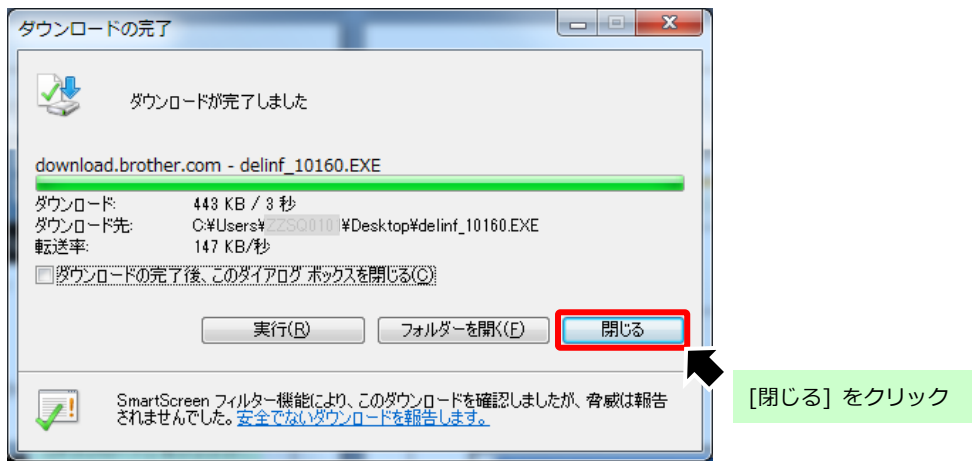 ダウンロードの完了
ダウンロードが完了しました
download.brother.com - delinf_10160.EXE
ダウンロード: 443 KB / 3 秒
ダウンロード先: C:¥Users¥ZZSQ010¥Desktop¥delinf_10160.EXE
転送率: 147 KB/秒
ダウンロードの完了後、このダイアログ ボックスを閉じる(C)
実行(R) フォルダーを開く(F) 閉じる
[閉じる] をクリック
SmartScreen フィルター機能により、このダウンロードを確認しましたが、脅威は報告
されませんでした。安全でないダウンロードを報告します。